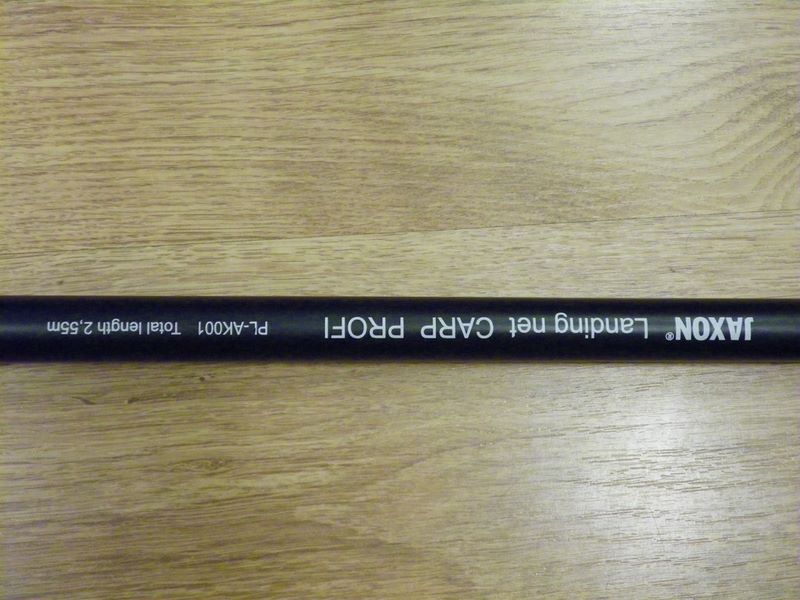 JAXON® Landing net CARP PROFI PL-AK001 Total length 2,55m